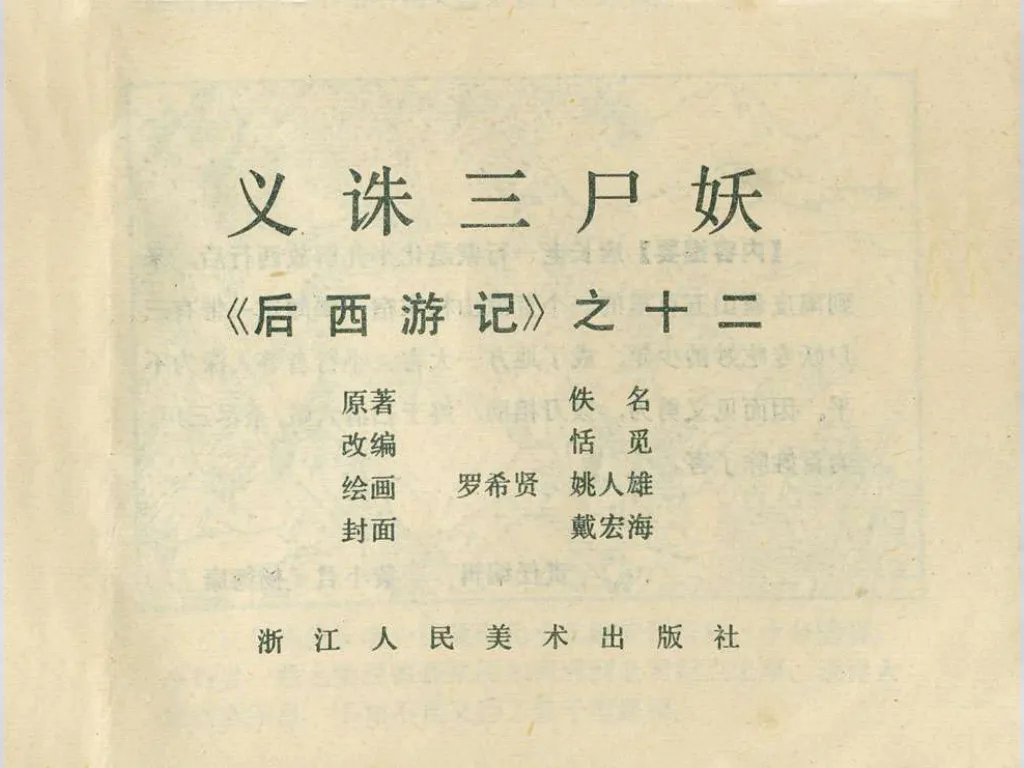 义诛三尸妖
《后西游记》之十二
原著 佚名
改编 恬觅
绘画 罗希贤 姚人雄
封面 戴宏海
浙江人民美术出版社